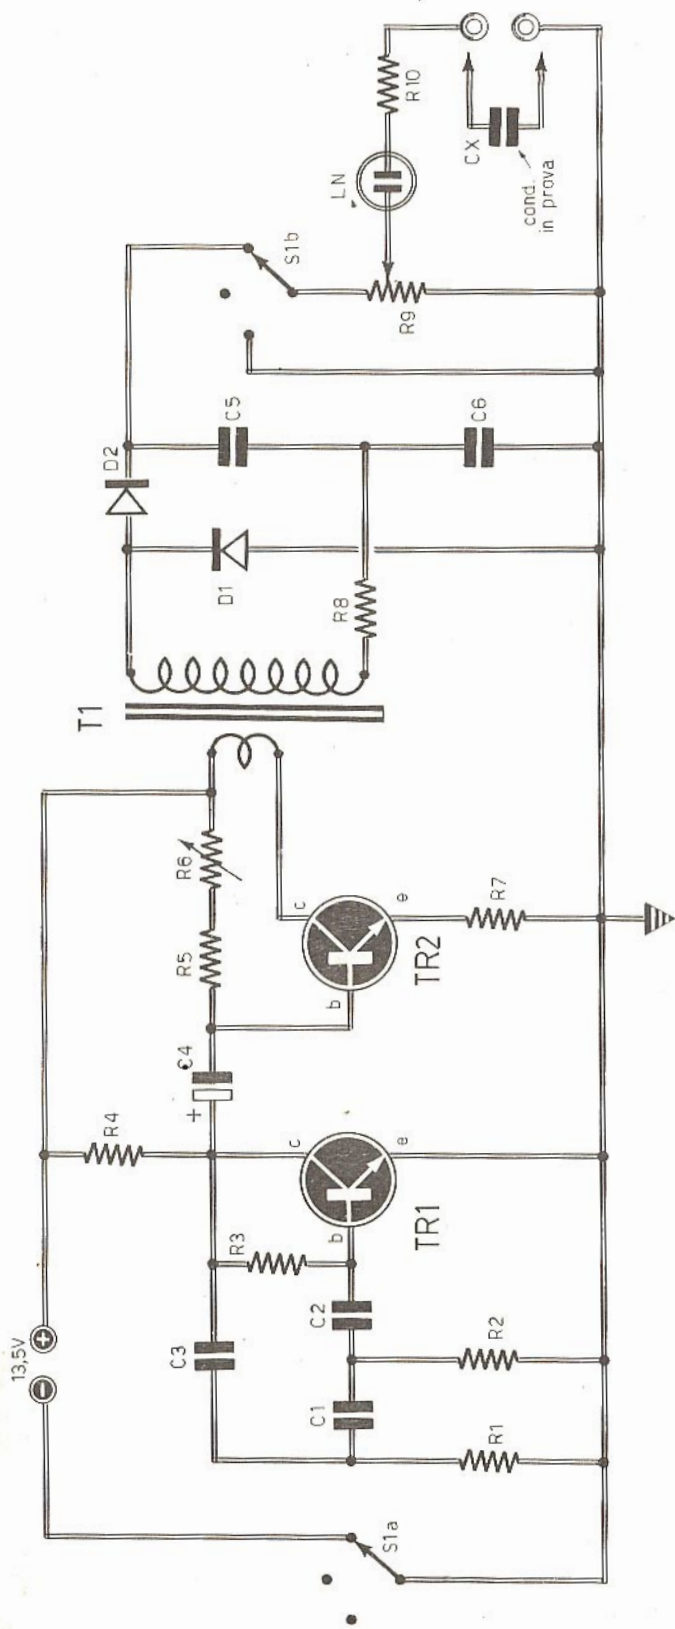 13,5V
S1a
R1
C1
R2
C2
C3
R3
b
c
e
TR1
R4
+
C4
b
c
e
TR2
R5
R6
R7
T1
R8
D1
D2
C5
C6
S1b
R9
LN
R10
CX
cond.
in prova